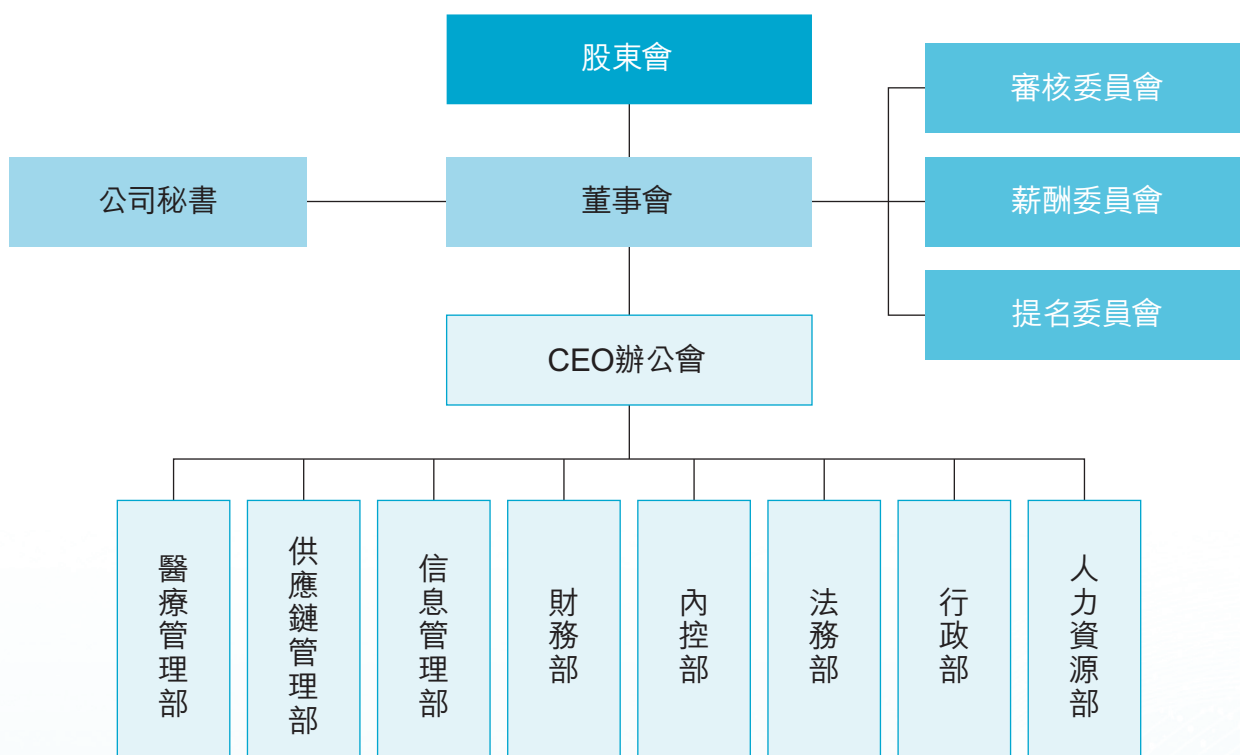 股東會
審核委員會
公司秘書
董事會
薪酬委員會
提名委員會
CEO辦公會
醫療管理部
供應鏈管理部
信息管理部
財務部
內控部
法務部
行政部
人力資源部